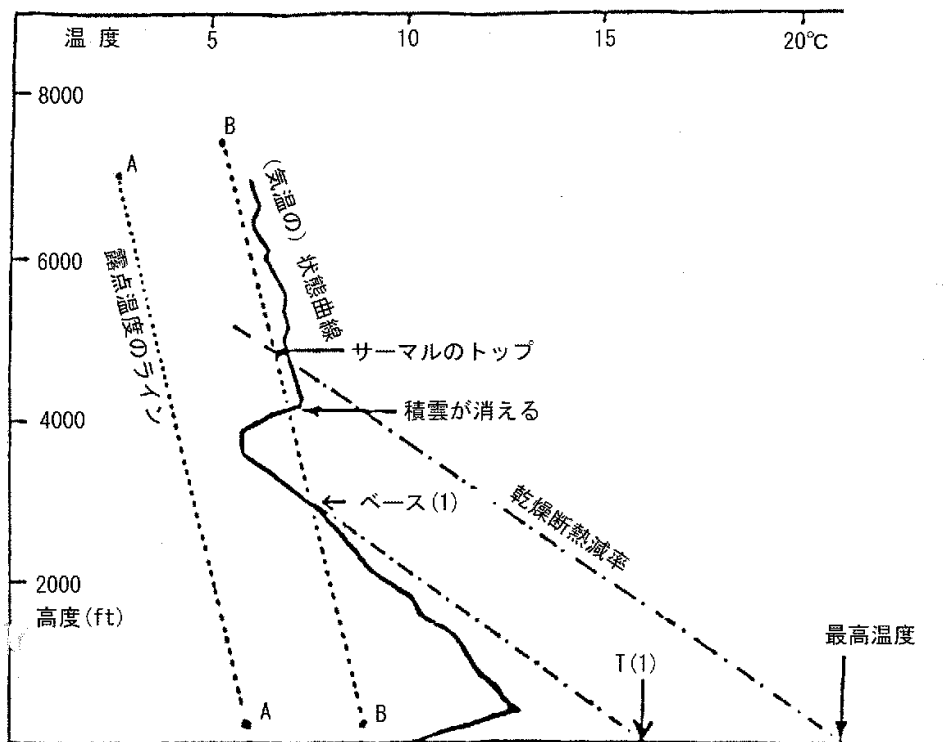 温度 5 10 15 20℃
8000
B
A
(気温の) 状態曲線
6000
露点温度のライン
サーマルのトップ
積雲が消える
4000
ベース(1)
乾燥断熱減率
2000
高度(ft)
最高温度
T(1)
A
B